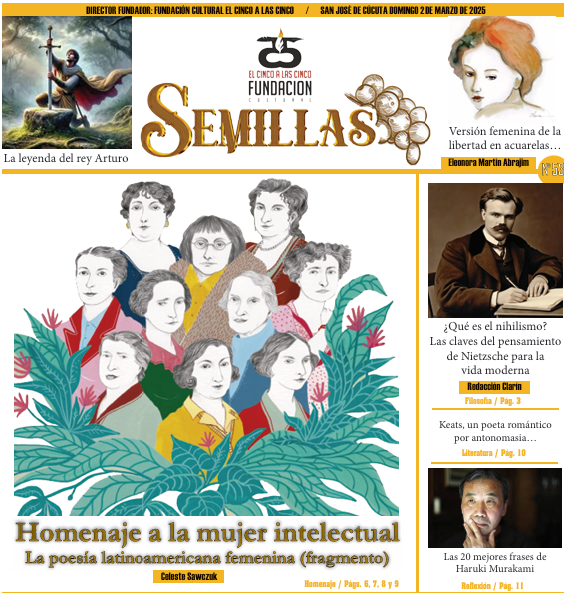 DIRECTOR FUNDADOR: FUNDACIÓN CULTURAL EL CINCO A LAS CINCO / SAN JOSÉ DE CÚCUTA DOMINGO 2 DE MARZO DE 2025
EL CINCO A LAS CINCO
FUNDACION
CULTURAL
SEMILLAS
La leyenda del rey Arturo
Versión femenina de la
libertad en acuarelas…
Eleonora Martín Abrajim
¿Qué es el nihilismo?
Las claves del pensamiento
de Nietzsche para la
vida moderna
Redacción Clarín
Filosofía / Pág. 3
Keats, un poeta romántico
por antonomasia…
Literatura / Pág. 10
Las 20 mejores frases de
Haruki Murakami
Reflexión / Pág. 11
Homenaje a la mujer intelectual
La poesía latinoamericana femenina (fragmento)
Celeste Sawczuk
Homenaje / Págs. 6, 7, 8 y 9